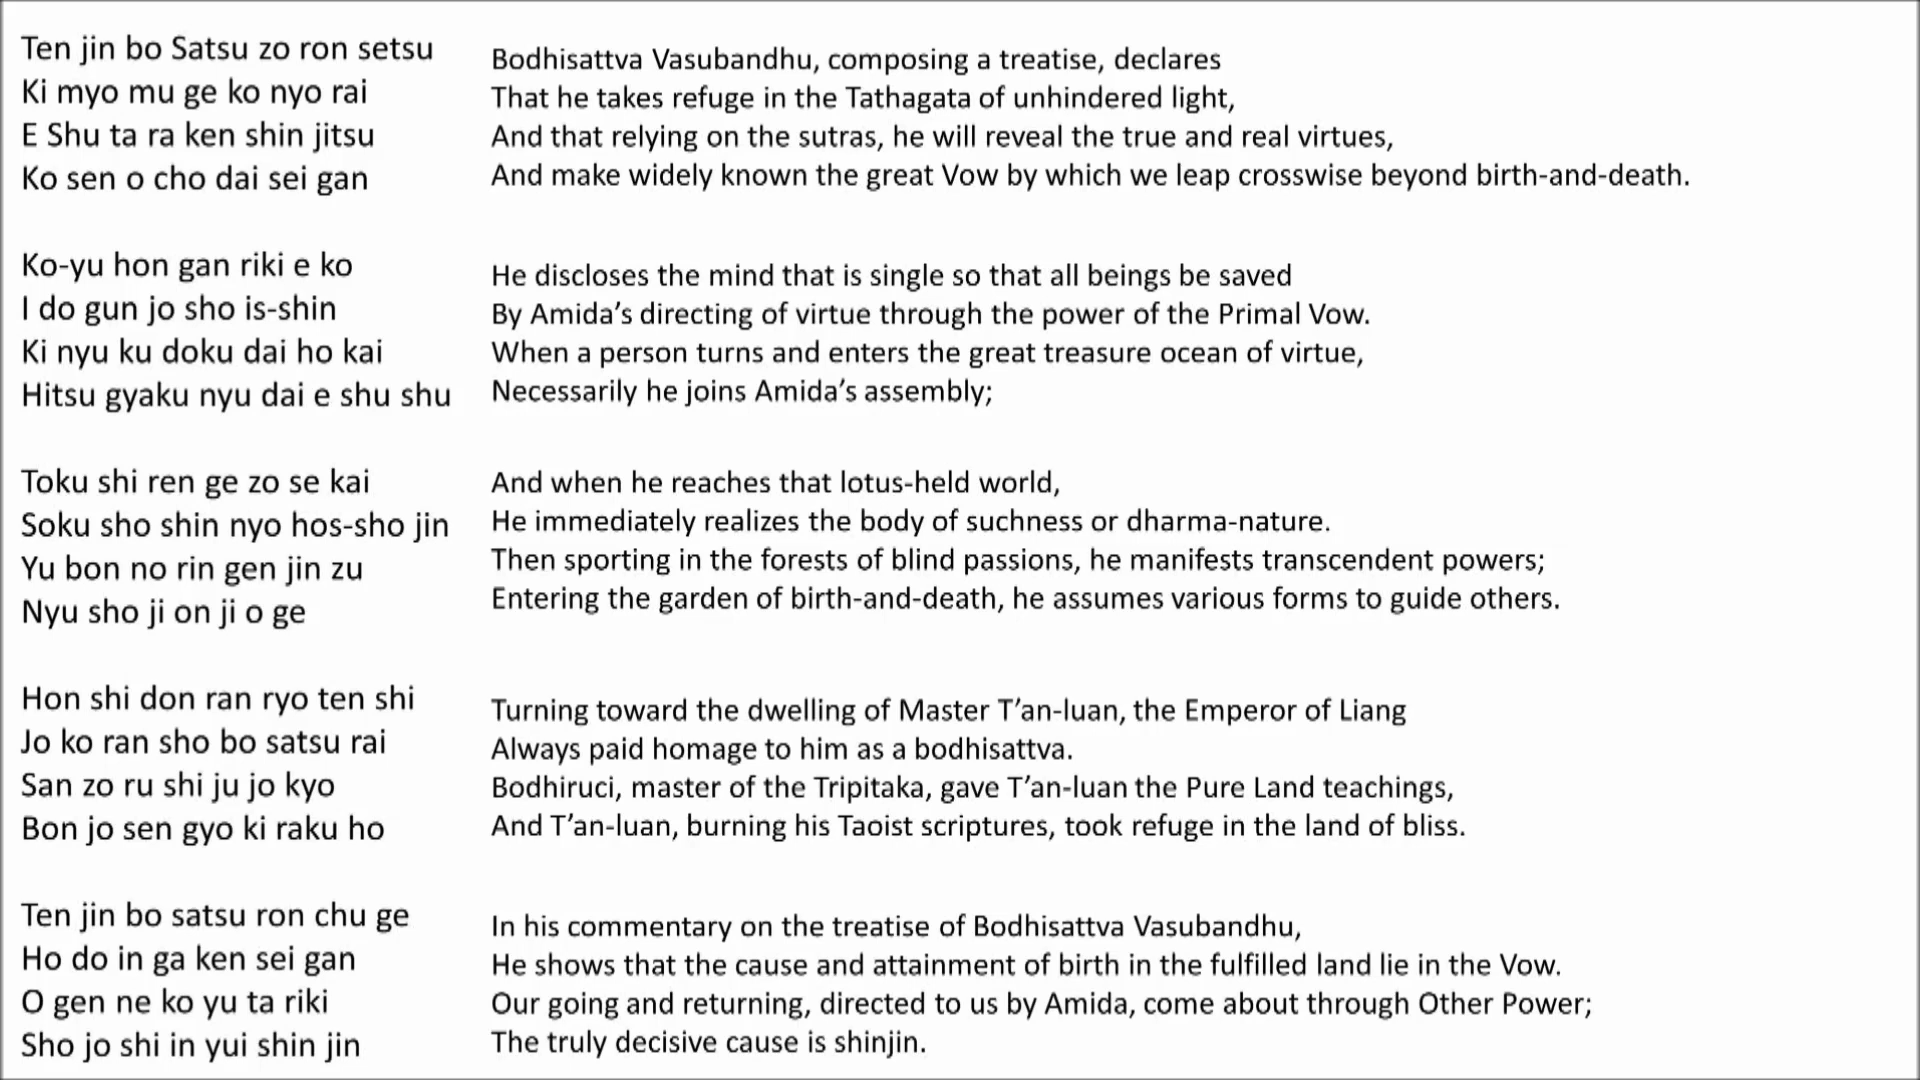 Ten jin bo Satsu zo ron setsu
Ki myo mu ge ko nyo rai
E Shu ta ra ken shin jitsu
Ko sen o cho dai sei gan
Bodhisattva Vasubandhu, composing a treatise, declares
That he takes refuge in the Tathagata of unhindered light,
And that relying on the sutras, he will reveal the true and real virtues,
And make widely known the great Vow by which we leap crosswise beyond birth-and-death.
Ko-yu hon gan riki e ko
I do gun jo sho is-shin
Ki nyu ku doku dai ho kai
Hitsu gyaku nyu dai e shu shu
He discloses the mind that is single so that all beings be saved
By Amida’s directing of virtue through the power of the Primal Vow.
When a person turns and enters the great treasure ocean of virtue,
Necessarily he joins Amida’s assembly;
Toku shi ren ge zo se kai
Soku sho shin nyo hos-sho jin
Yu bon no rin gen jin zu
Nyu sho ji on ji o ge
And when he reaches that lotus-held world,
He immediately realizes the body of suchness or dharma-nature.
Then sporting in the forests of blind passions, he manifests transcendent powers;
Entering the garden of birth-and-death, he assumes various forms to guide others.
Hon shi don ran ryo ten shi
Jo ko ran sho bo satsu rai
San zo ru shi ju jo kyo
Bon jo sen gyo ki raku ho
Turning toward the dwelling of Master T’an-luan, the Emperor of Liang
Always paid homage to him as a bodhisattva.
Bodhiruci, master of the Tripitaka, gave T’an-luan the Pure Land teachings,
And T’an-luan, burning his Taoist scriptures, took refuge in the land of bliss.
Ten jin bo satsu ron chu ge
Ho do in ga ken sei gan
O gen ne ko yu ta riki
Sho jo shi in yui shin jin
In his commentary on the treatise of Bodhisattva Vasubandhu,
He shows that the cause and attainment of birth in the fulfilled land lie in the Vow.
Our going and returning, directed to us by Amida, come about through Other Power;
The truly decisive cause is shinjin.